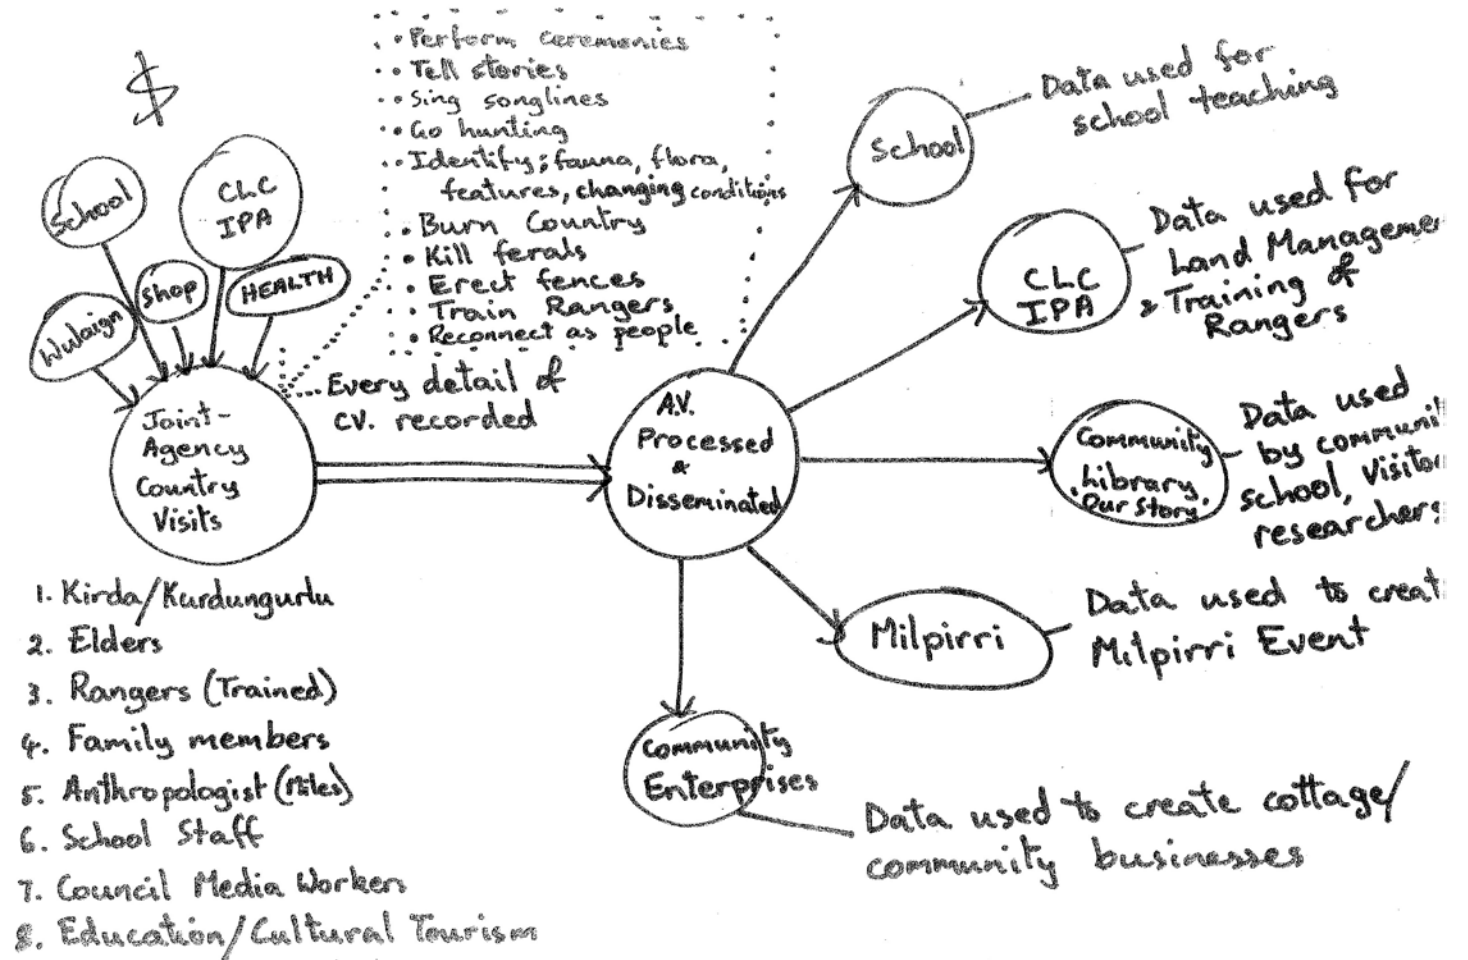 $
• Perform ceremonies
• Tell stories
• Sing songlines
• Go hunting
• Identify; fauna, flora,
features, changing conditions
• Burn Country
• Kill ferals
• Erect fences
• Train Rangers
• Reconnect as people
School
CLC
IPA
Shop
HEALTH
Wulaign
Joint-
Agency
Country
Visits
Every detail of
CV. recorded
A.V.
Processed
&
Disseminated
School
Data used for
school teaching
CLC
IPA
Data used for
Land Manageme
& Training of
Rangers
Community
Library
'Our Story'
Data used
by communi
school, visito
researchers
Milpirri
Data used to creat
Milpirri Event
Community
Enterprises
Data used to create cottage/
community businesses
1. Kirda/Kurdungurlu
2. Elders
3. Rangers (Trained)
4. Family members
5. Anthropologist (Miles)
6. School Staff
7. Council Media Workers
8. Education/Cultural Tourism